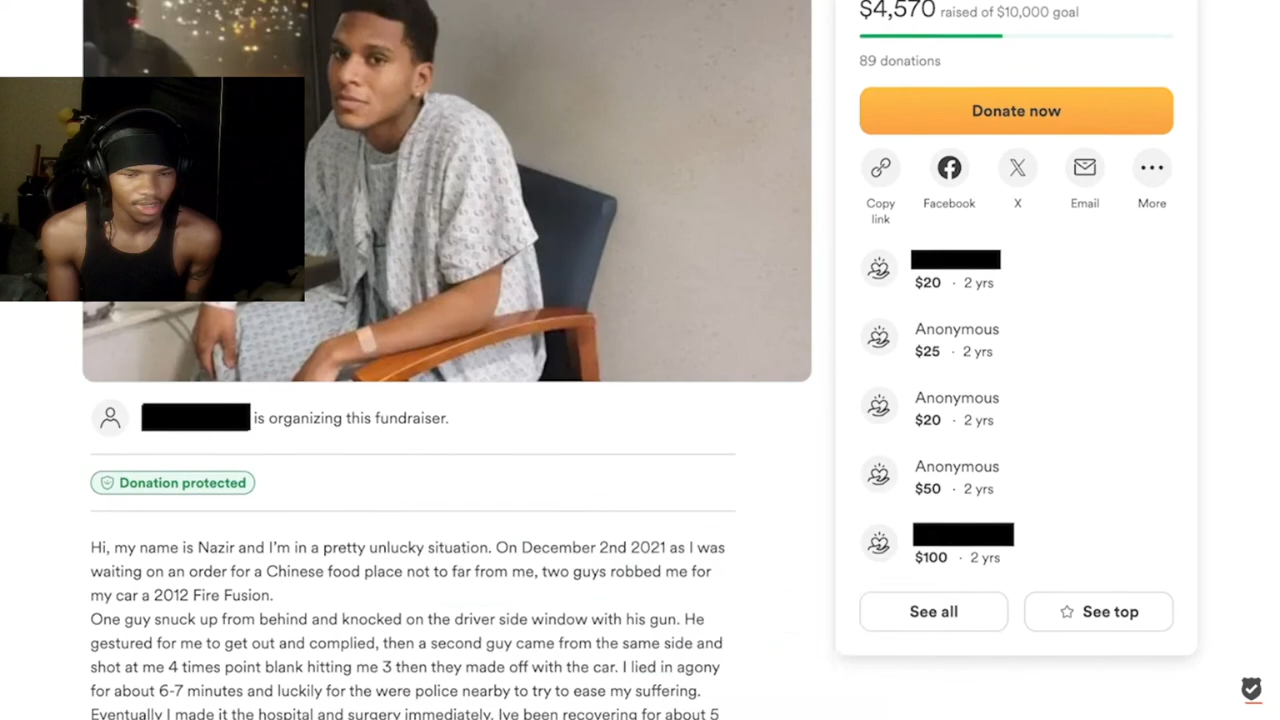 $4,570 raised of $10,000 goal
89 donations
Donate now
Copy link
Facebook
X
Email
More
$20 · 2 yrs
Anonymous
$25 · 2 yrs
Anonymous
$20 · 2 yrs
Anonymous
$50 · 2 yrs
$100 · 2 yrs
See all
See top
is organizing this fundraiser.
Donation protected
Hi, my name is Nazir and I'm in a pretty unlucky situation. On December 2nd 2021 as I was
waiting on an order for a Chinese food place not to far from me, two guys robbed me for
my car a 2012 Fire Fusion.
One guy snuck up from behind and knocked on the driver side window with his gun. He
gestured for me to get out and complied, then a second guy came from the same side and
shot at me 4 times point blank hitting me 3 then they made off with the car. I lied in agony
for about 6-7 minutes and luckily for the were police nearby to try to ease my suffering.
Eventually I made it the hospital and surgery immediately. Ive been recovering for about 5